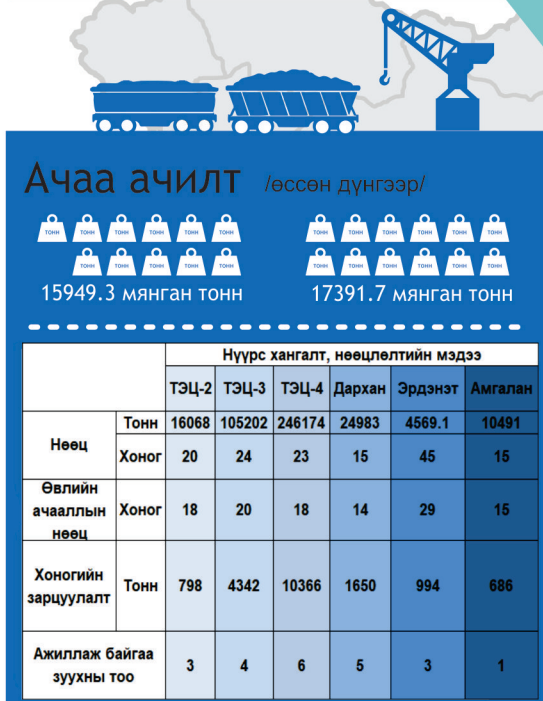 Ачаа ачилт /өссөн дүнгээр/
ТОНН ТОНН ТОНН ТОНН ТОНН ТОНН ТОНН ТОНН ТОНН ТОНН ТОНН ТОНН
ТОНН ТОНН ТОНН ТОНН ТОНН ТОНН ТОНН ТОНН ТОНН ТОНН ТОНН
15949.3 мянган тонн 17391.7 мянган тонн
Нүүрс хангалт, нөөцлөлтийн мэдээ
ТЭЦ-2 ТЭЦ-3 ТЭЦ-4 Дархан Эрдэнэт Амгалан
Нөөц Тонн 16068 105202 246174 24983 4569.1 10491
Хоног 20 24 23 15 45 15
Өвлийн
ачааллын
нөөц
Хоног 18 20 18 14 29 15
Хоногийн
зарцуулалт
Тонн 798 4342 10366 1650 994 686
Ажиллаж байгаа
зуухны тоо
3 4 6 5 3 1